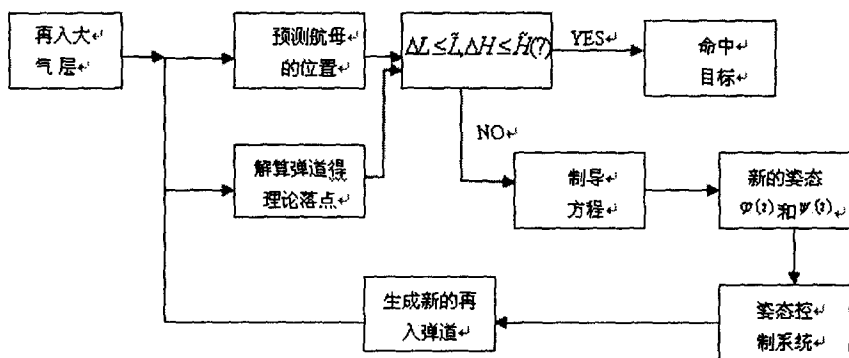 再入大
气层
预测航母
的位置
ΔL≤L̃,ΔH≤H̃(?)
YES
命中
目标
解算弹道得
理论落点
NO
制导
方程
新的姿态
φ(t)和ψ(t)
生成新的再
入弹道
姿态控
制系统